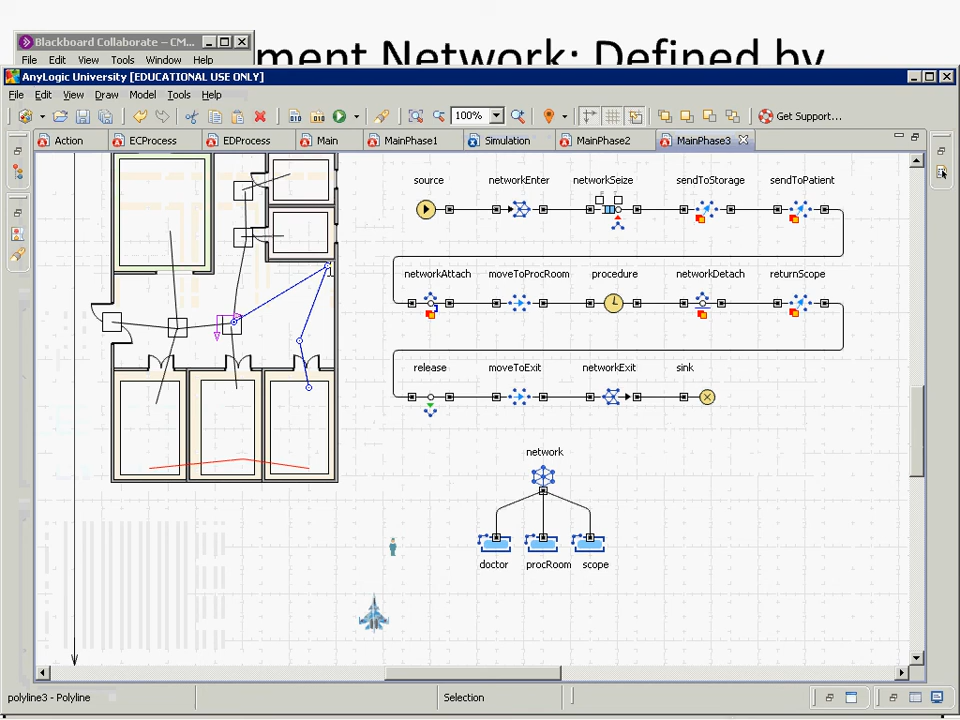 ment Network: Defined by
Blackboard Collaborate – CM...
File Edit View Tools Window Help
AnyLogic University [EDUCATIONAL USE ONLY]
File Edit View Draw Model Tools Help
100% Get Support...
Action ECProcess EDProcess Main MainPhase1 Simulation MainPhase2 MainPhase3
source networkEnter networkSeize sendToStorage sendToPatient
networkAttach moveToProcRoom procedure networkDetach returnScope
release moveToExit networkExit sink
network
doctor procRoom scope
polyline3 - Polyline Selection